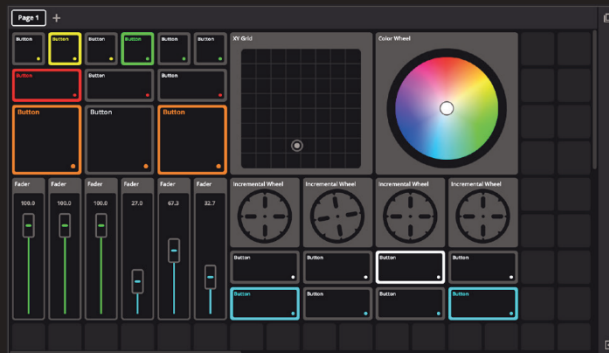 Page 1 +
Button Button Button Button Button Button XY Grid Color Wheel
Button Button Button
Button Button Button
Fader Fader Fader Fader Fader Fader Incremental Wheel Incremental Wheel Incremental Wheel Incremental Wheel
100.0 100.0 100.0 27.0 67.3 32.7
Button Button Button Button
Button Button Button Button